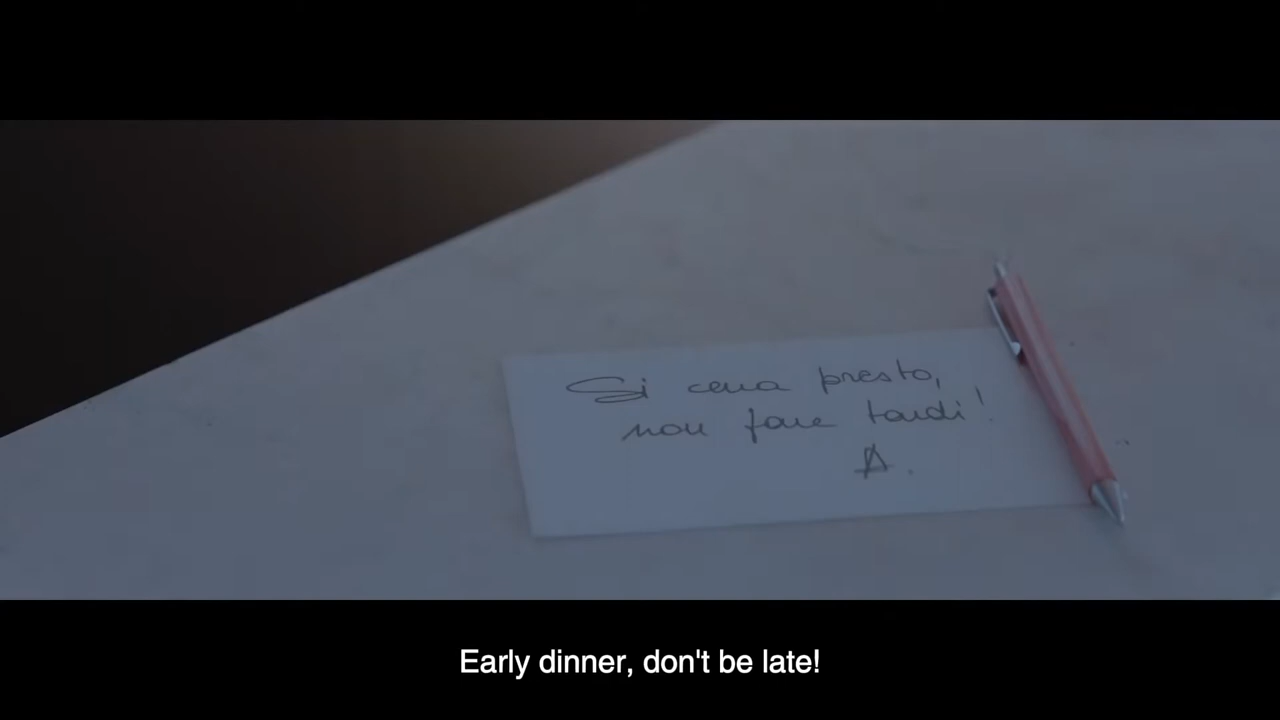 Si cena presto,
non fare tardi!
A.
Early dinner, don't be late!